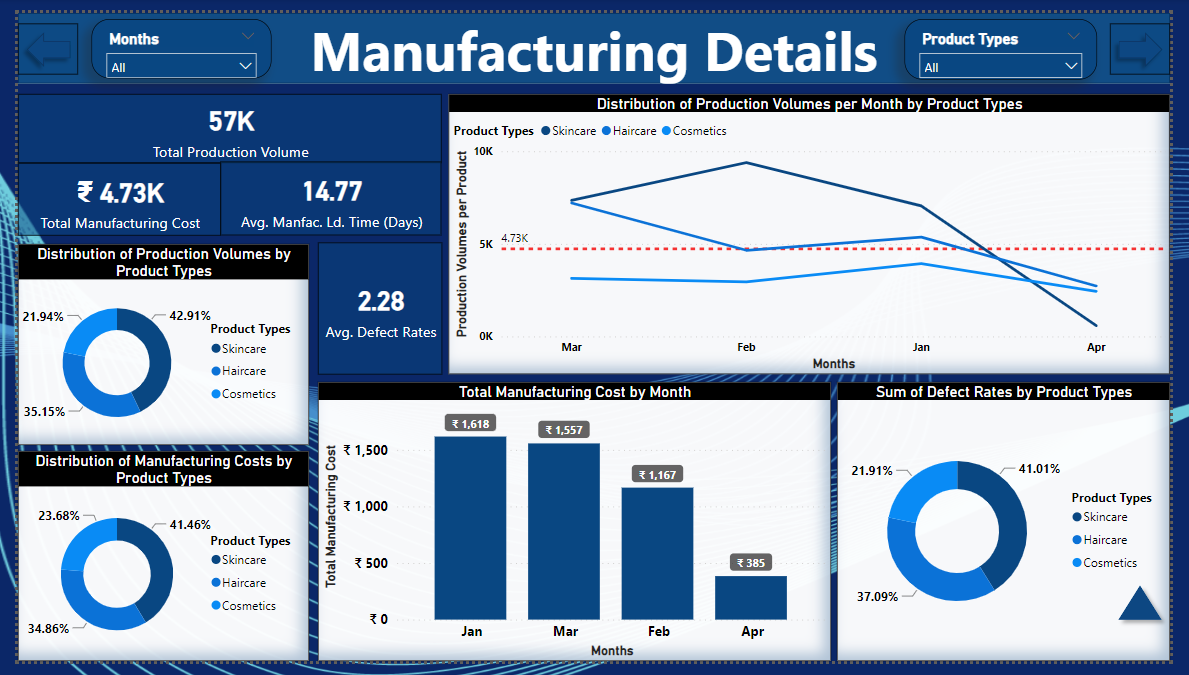 Months
All
Manufacturing Details
Product Types
All
57K
Total Production Volume
₹ 4.73K
Total Manufacturing Cost
14.77
Avg. Manfac. Ld. Time (Days)
Distribution of Production Volumes per Month by Product Types
Product Types Skincare Haircare Cosmetics
Production Volumes per Product
10K
5K
0K
4.73K
Mar Feb Jan Apr
Months
Distribution of Production Volumes by
Product Types
21.94%
42.91%
35.15%
Product Types
Skincare
Haircare
Cosmetics
2.28
Avg. Defect Rates
Distribution of Manufacturing Costs by
Product Types
23.68%
41.46%
34.86%
Product Types
Skincare
Haircare
Cosmetics
Total Manufacturing Cost by Month
Total Manufacturing Cost
₹ 1,500
₹ 1,000
₹ 500
₹ 0
₹ 1,618
₹ 1,557
₹ 1,167
₹ 385
Jan Mar Feb Apr
Months
Sum of Defect Rates by Product Types
21.91%
41.01%
37.09%
Product Types
Skincare
Haircare
Cosmetics